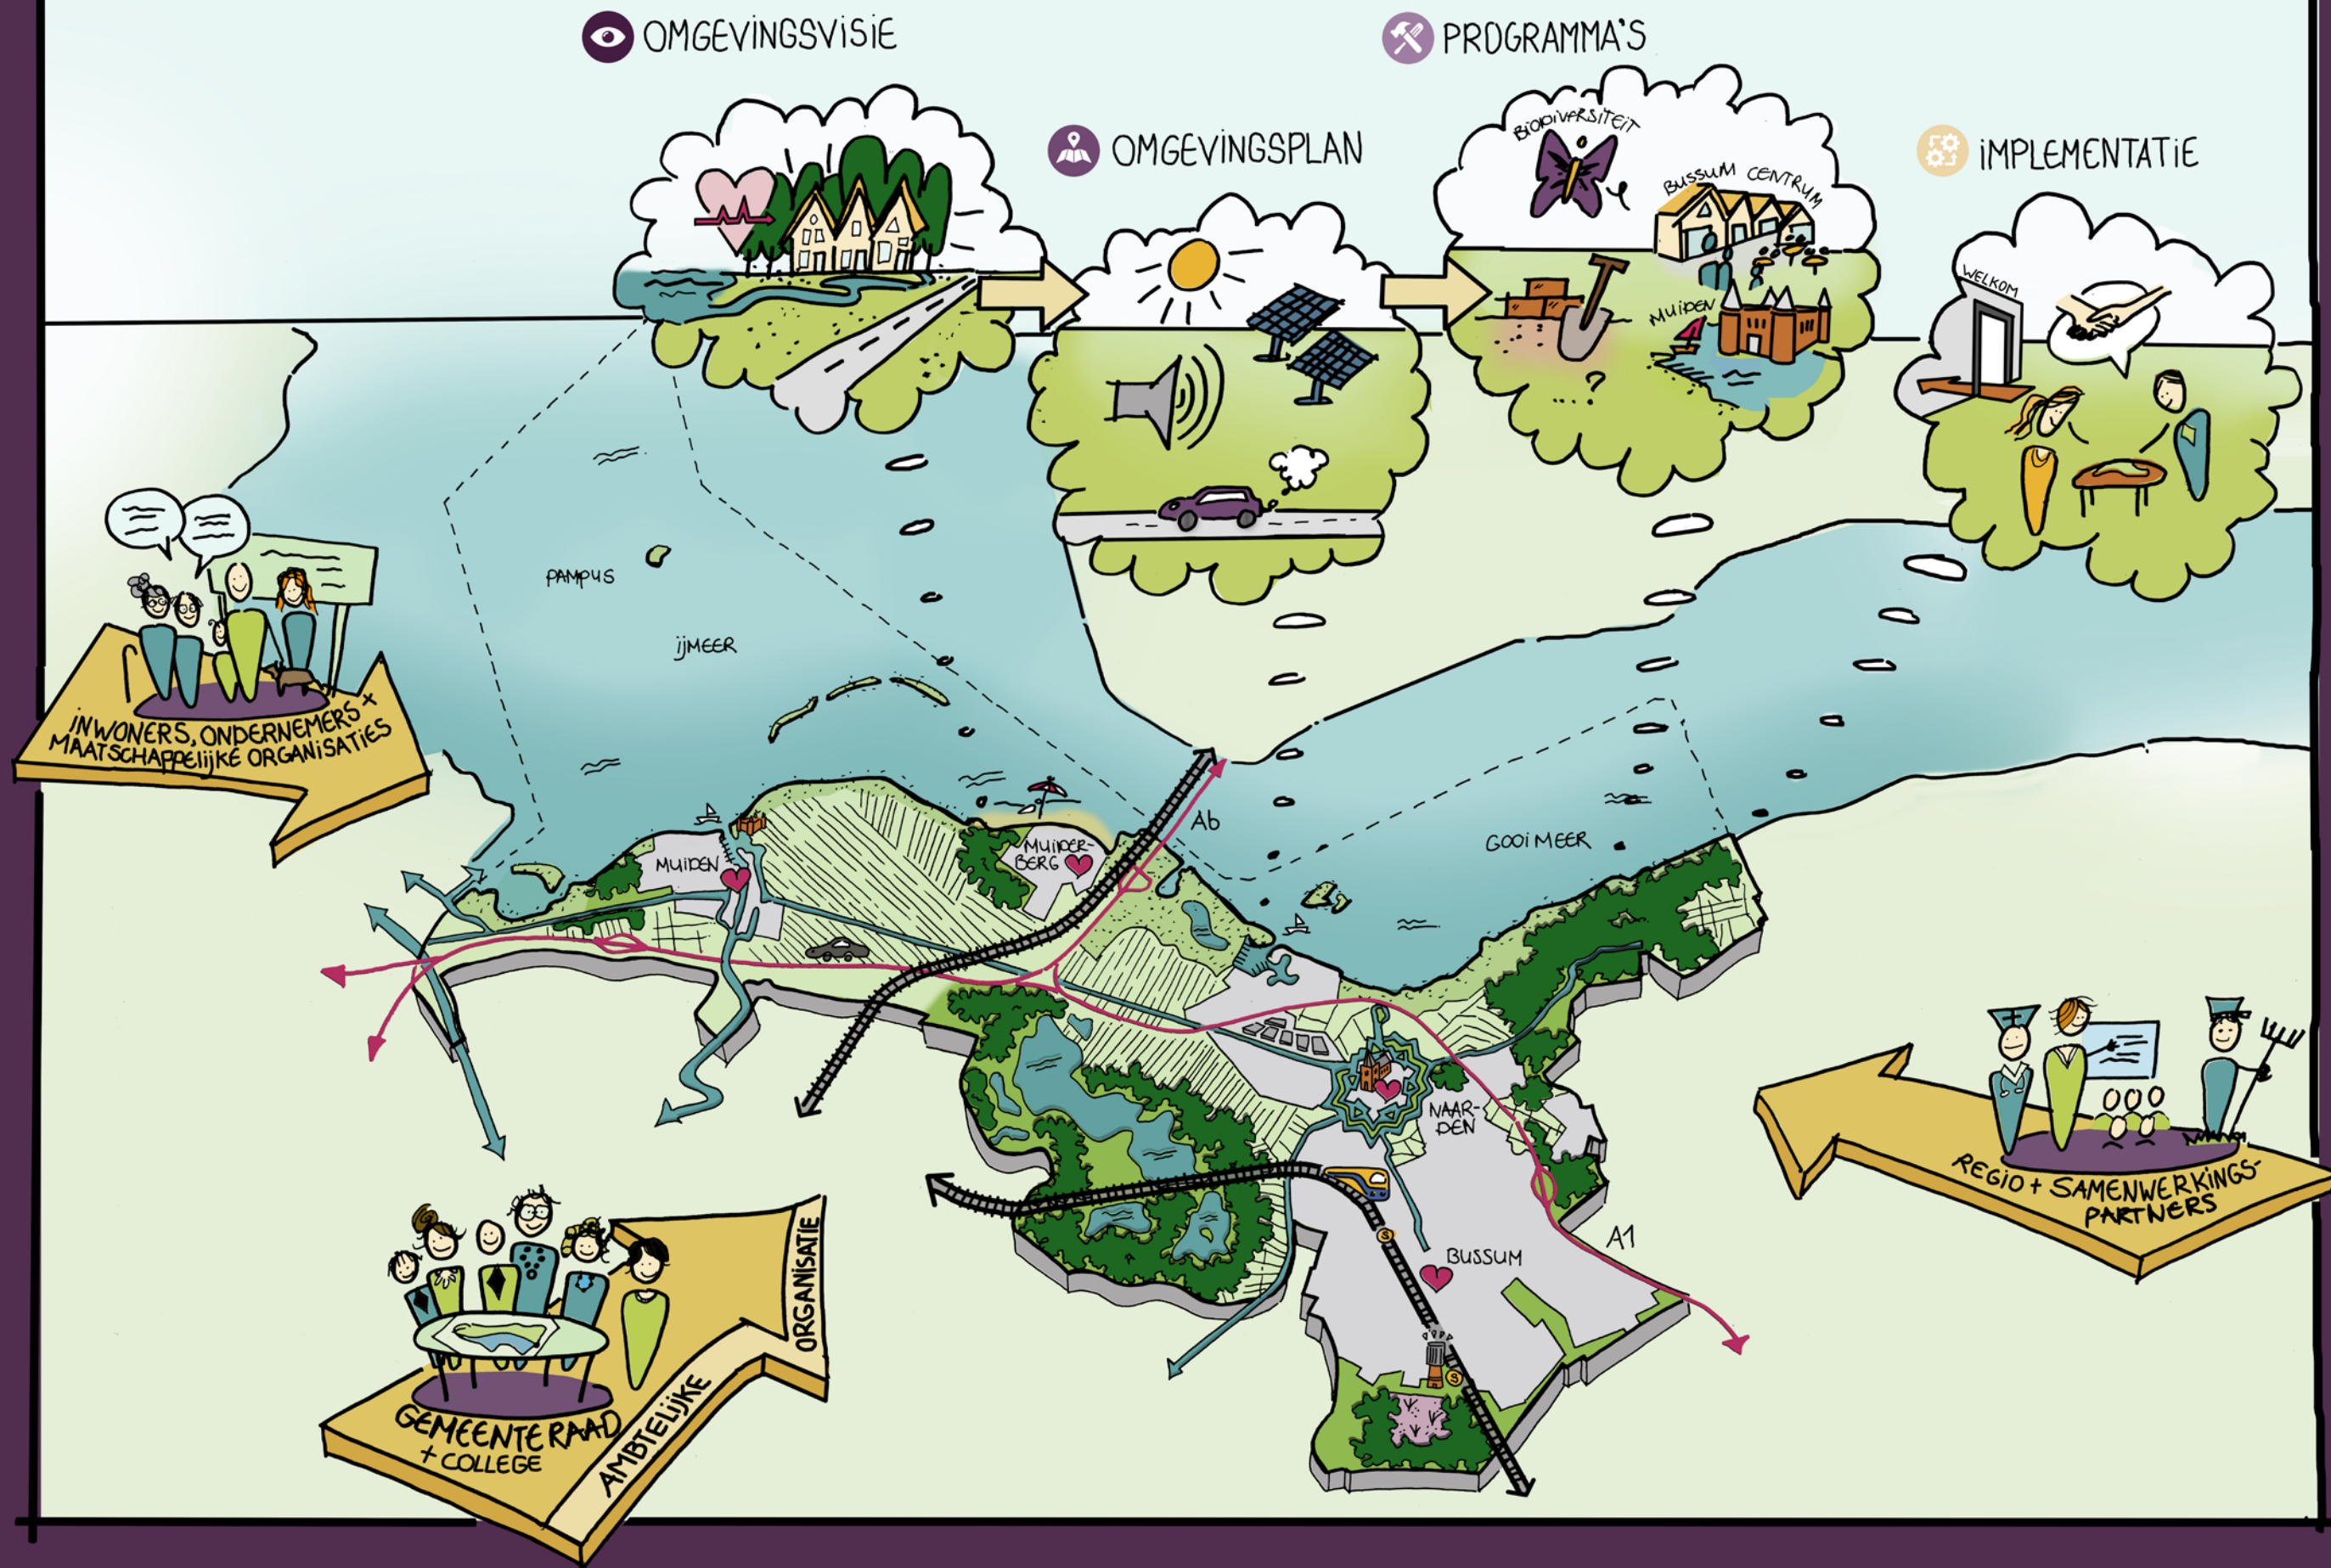 OMGEVINGSVISIE
PROGRAMMA'S
OMGEVINGSPLAN
IMPLEMENTATIE
BIODIVERSITEIT
BUSSUM CENTRUM
MUIDEN
WELKOM
PAMPUS
IJMEER
INWONERS, ONDERNEMERS +
MAATSCHAPPELIJKE ORGANISATIES
A6
GOOIMEER
MUIDEN
MUIDER-
BERG
NAAR-
DEN
?
REGIO + SAMENWERKINGS-
PARTNERS
A1
BUSSUM
S
S
GEMEENTERAAD
+ COLLEGE
AMBTELIJKE
ORGANISATIE